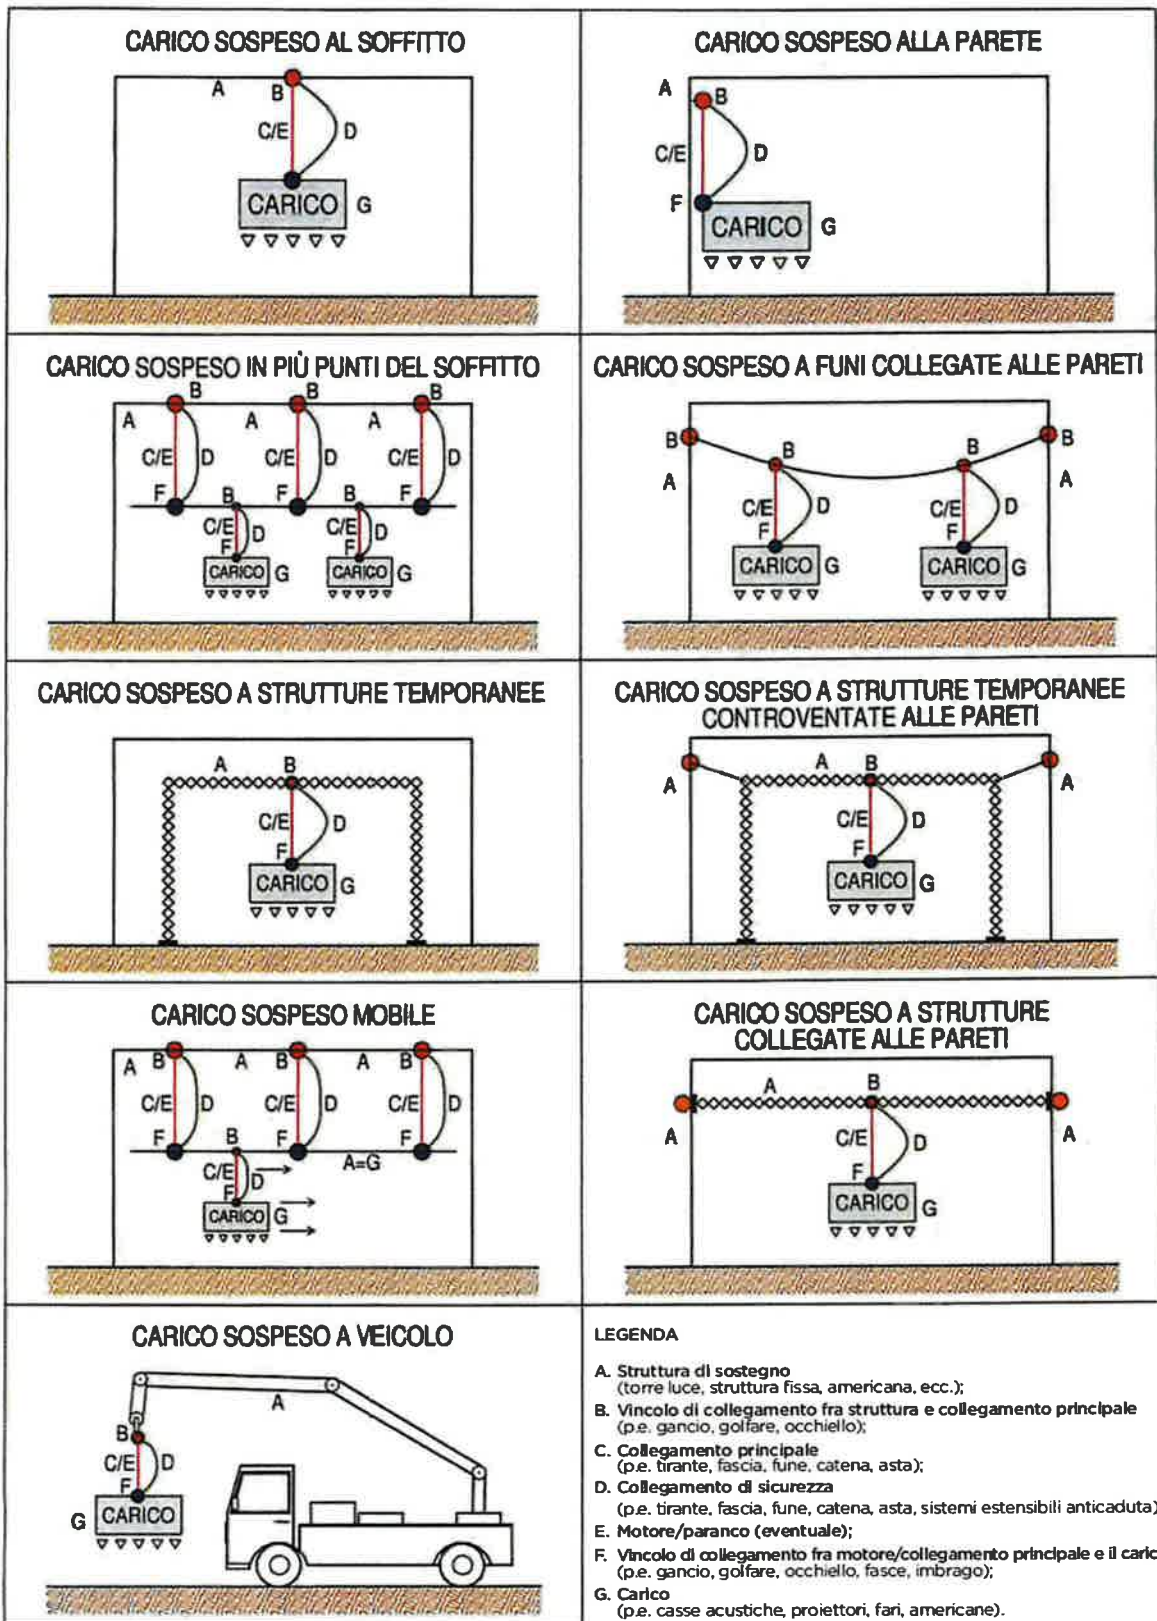 CARICO SOSPESO AL SOFFITTO
A
B
C/E
D
CARICO
G
CARICO SOSPESO ALLA PARETE
A
B
C/E
D
F
CARICO
G
CARICO SOSPESO IN PIÙ PUNTI DEL SOFFITTO
B B B
A A A
C/E D C/E D C/E D
F B F B F
C/E D C/E D
F F
CARICO G CARICO G
CARICO SOSPESO A FUNI COLLEGATE ALLE PARETI
B B B B
A A
C/E D C/E D
F F
CARICO G CARICO G
CARICO SOSPESO A STRUTTURE TEMPORANEE
A B
C/E D
F
CARICO G
CARICO SOSPESO A STRUTTURE TEMPORANEE
CONTROVENTATE ALLE PARETI
A B
A A
C/E D
F
CARICO G
CARICO SOSPESO MOBILE
A B A B A B
C/E D C/E D C/E D
F B F F
A=G
C/E D
F
CARICO G
CARICO SOSPESO A STRUTTURE
COLLEGATE ALLE PARETI
A B
A A
C/E D
F
CARICO G
CARICO SOSPESO A VEICOLO
A
B
C/E D
F
G CARICO
LEGENDA
A. Struttura di sostegno
(torre luce, struttura fissa, americana, ecc.);
B. Vincolo di collegamento fra struttura e collegamento principale
(p.e. gancio, golfare, occhiello);
C. Collegamento principale
(p.e. tirante, fascia, fune, catena, asta);
D. Collegamento di sicurezza
(p.e. tirante, fascia, fune, catena, asta, sistemi estensibili anticaduta)
E. Motore/paranco (eventuale);
F. Vincolo di collegamento fra motore/collegamento principale e il caric
(p.e. gancio, golfare, occhiello, fasce, imbrago);
G. Carico
(p.e. casse acustiche, proiettori, fari, americane).